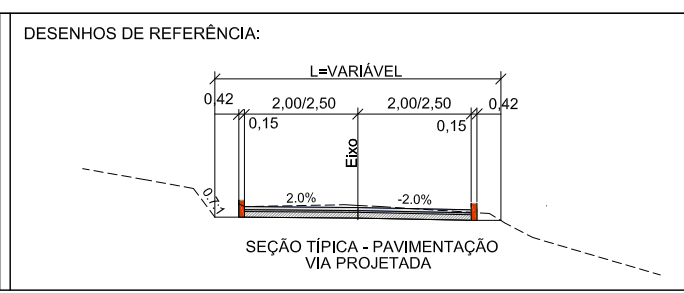 DESENHOS DE REFERÊNCIA:
L=VARIÁVEL
0,42 2,00/2,50 2,00/2,50 0,42
0,15 0,15
Eixo
0.7:1
2.0% -2.0%
SEÇÃO TÍPICA - PAVIMENTAÇÃO
VIA PROJETADA